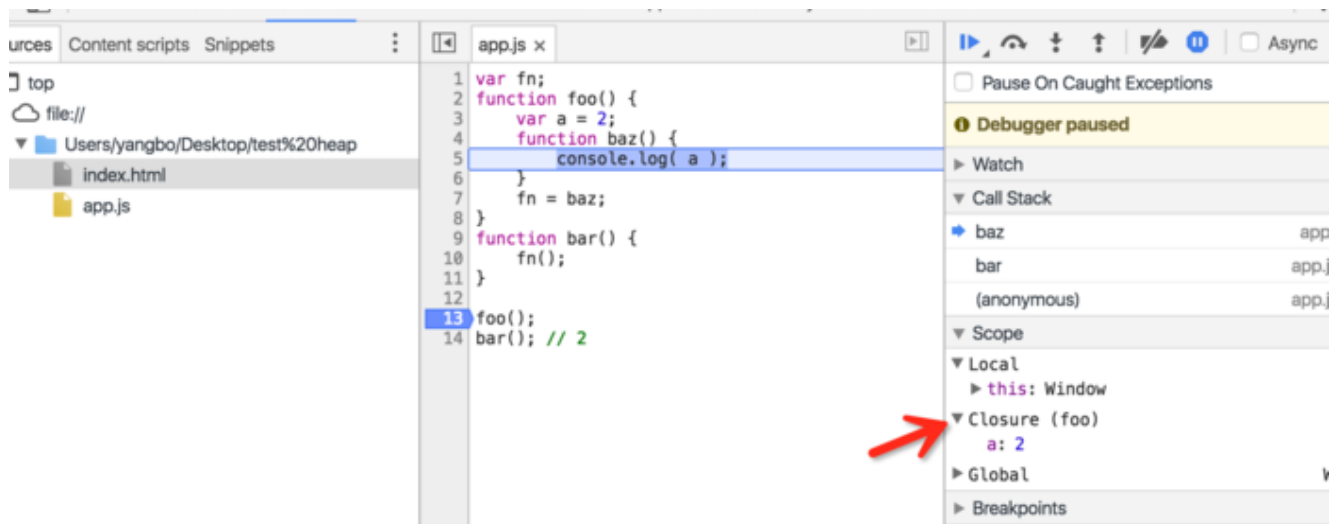 urces Content scripts Snippets
top
file://
Users/yangbo/Desktop/test%20heap
index.html
app.js
app.js ×
1 var fn;
2 function foo() {
3 var a = 2;
4 function baz() {
5 console.log( a );
6 }
7 fn = baz;
8 }
9 function bar() {
10 fn();
11 }
12
13 foo();
14 bar(); // 2
Async
Pause On Caught Exceptions
Debugger paused
Watch
Call Stack
baz app
bar app.j
(anonymous) app.j
Scope
Local
this: Window
Closure (foo)
a: 2
Global
Breakpoints